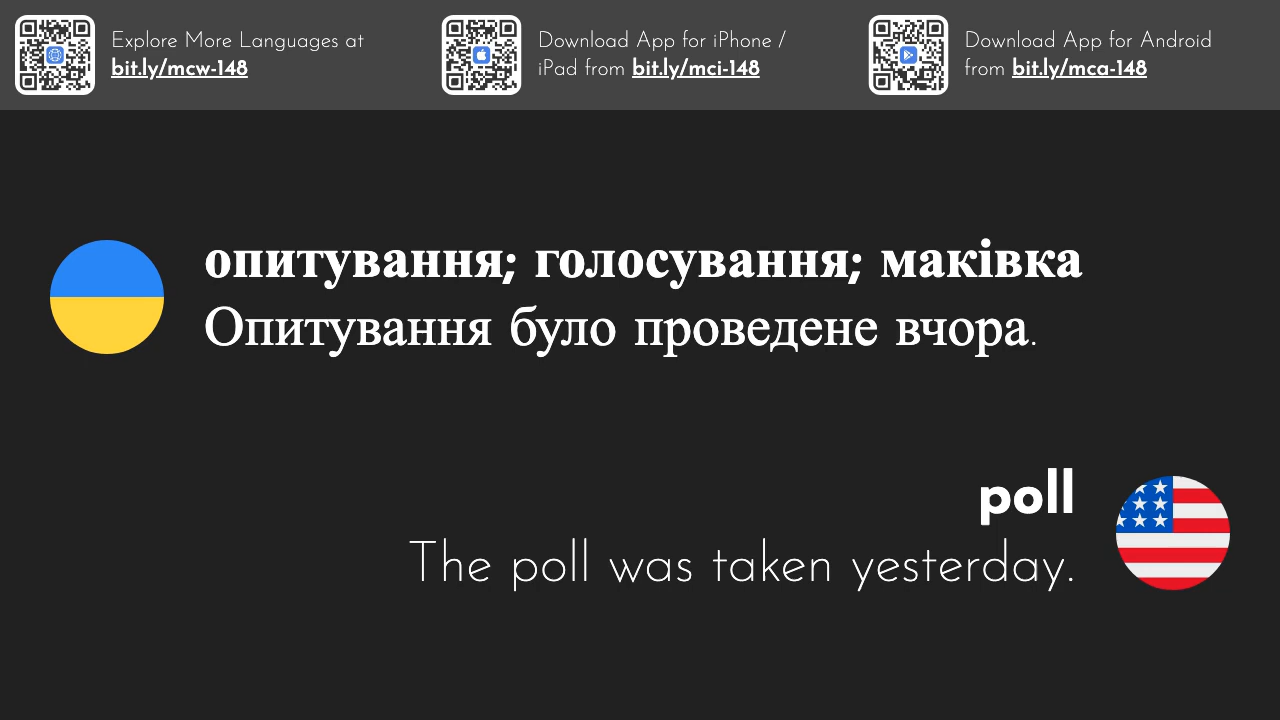 Explore More Languages at
bit.ly/mcw-148
Download App for iPhone /
iPad from bit.ly/mci-148
Download App for Android
from bit.ly/mca-148
опитування; голосування; маківка
Опитування було проведене вчора.
poll
The poll was taken yesterday.